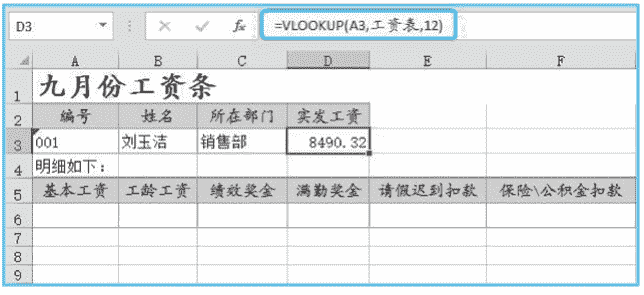 D3 fx =VLOOKUP(A3,工资表,12)
A B C D E F
1 九月份工资条
2 编号 姓名 所在部门 实发工资
3 001 刘玉洁 销售部 8490.32
4 明细如下：
5 基本工资 工龄工资 绩效奖金 满勤奖金 请假迟到扣款 保险\公积金扣款
6
7
8
9